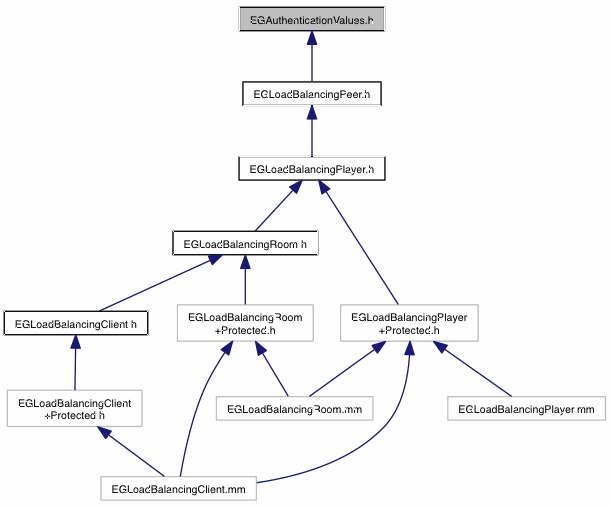 EGAuthenticationValues.h
EGLoadBalancingPeer.h
EGLoadBalancingPlayer.h
EGLoadBalancingRoom.h
EGLoadBalancingClient.h
EGLoadBalancingRoom
+Protected.h
EGLoadBalancingPlayer
+Protected.h
EGLoadBalancingClient
+Protected.h
EGLoadBalancingRoom.mm
EGLoadBalancingPlayer.mm
EGLoadBalancingClient.mm